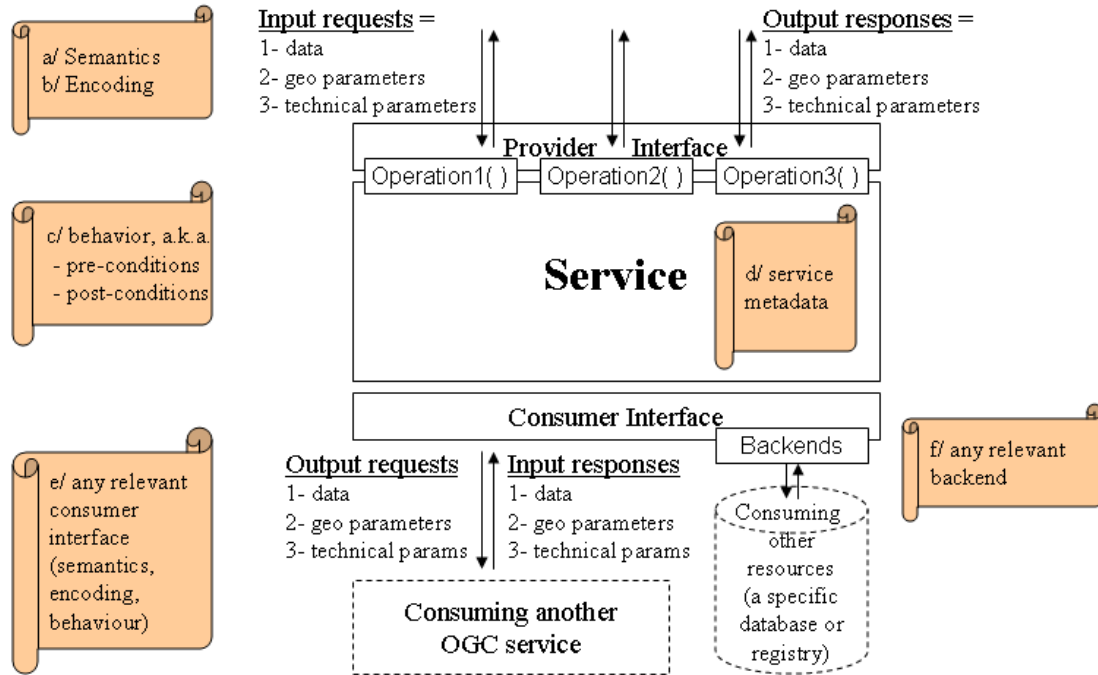 a/ Semantics
b/ Encoding
Input requests =
1- data
2- geo parameters
3- technical parameters
Output responses =
1- data
2- geo parameters
3- technical parameters
Provider Interface
Operation1( )
Operation2( )
Operation3( )
c/ behavior, a.k.a.
- pre-conditions
- post-conditions
Service
d/ service
metadata
Consumer Interface
Backends
e/ any relevant
consumer
interface
(semantics,
encoding,
behaviour)
Output requests
1- data
2- geo parameters
3- technical params
Input responses
1- data
2- geo parameters
3- technical params
Consuming another
OGC service
Consuming
other
resources
(a specific
database or
registry)
f/ any relevant
backend